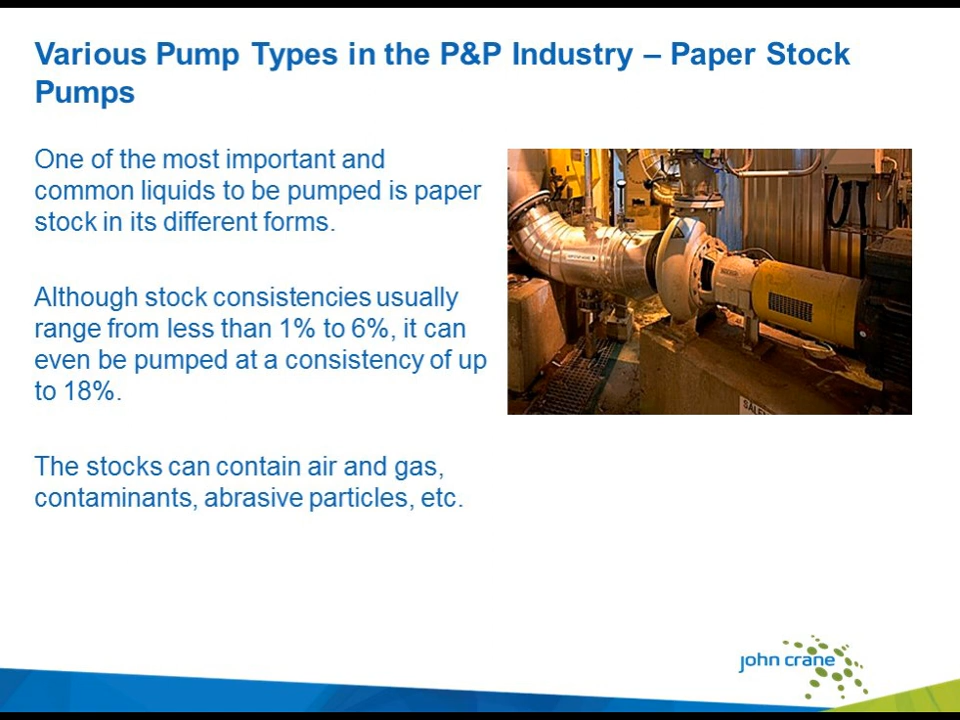 Various Pump Types in the P&P Industry – Paper Stock
Pumps
One of the most important and
common liquids to be pumped is paper
stock in its different forms.
Although stock consistencies usually
range from less than 1% to 6%, it can
even be pumped at a consistency of up
to 18%.
The stocks can contain air and gas,
contaminants, abrasive particles, etc.
john crane